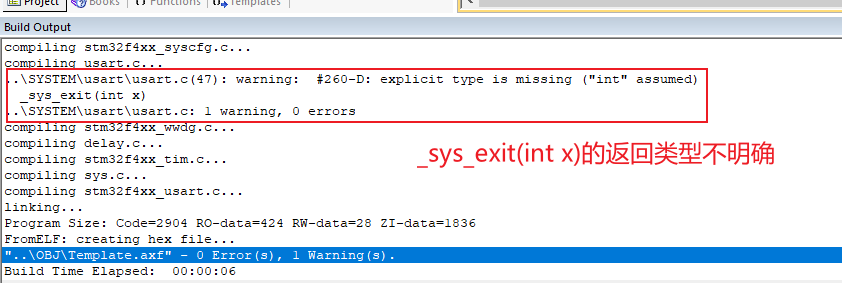 Project Books Functions Templates
Build Output
compiling stm32f4xx_syscfg.c...
compiling usart.c...
..\SYSTEM\usart\usart.c(47): warning:  #260-D: explicit type is missing ("int" assumed)
_sys_exit(int x)
..\SYSTEM\usart\usart.c: 1 warning, 0 errors
compiling stm32f4xx_wwdg.c...
compiling delay.c...
compiling stm32f4xx_tim.c...
_sys_exit(int x)的返回类型不明确
compiling sys.c...
compiling stm32f4xx_usart.c...
linking...
Program Size: Code=2904 RO-data=424 RW-data=28 ZI-data=1836
FromELF: creating hex file...
"..\OBJ\Template.axf" - 0 Error(s), 1 Warning(s).
Build Time Elapsed:  00:00:06